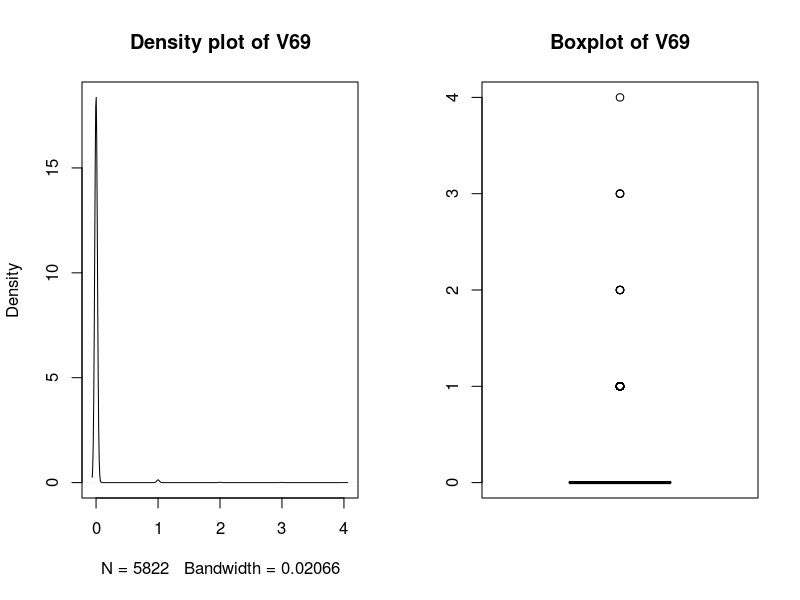 Density plot of V69
Density
15
10
5
0
0 1 2 3 4
N = 5822 Bandwidth = 0.02066
Boxplot of V69
4
3
2
1
0